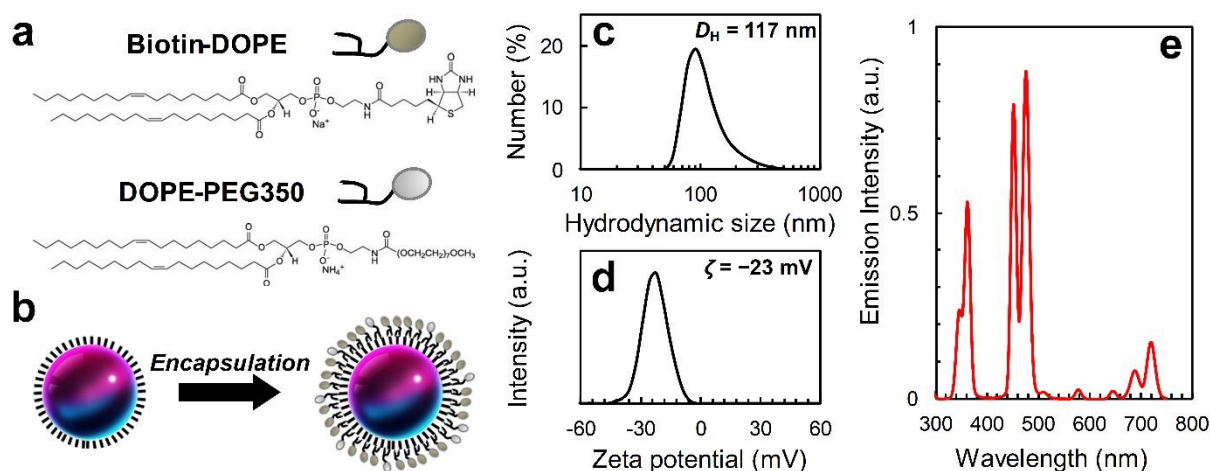 a
Biotin-DOPE
DOPE-PEG350
b
Encapsulation
c
D_H = 117 nm
Number (%)
20
10
0
10 100 1000
Hydrodynamic size (nm)
d
ζ = −23 mV
Intensity (a.u.)
-60 -30 0 30 60
Zeta potential (mV)
e
Emission Intensity (a.u.)
1
0.5
0
300 400 500 600 700 800
Wavelength (nm)